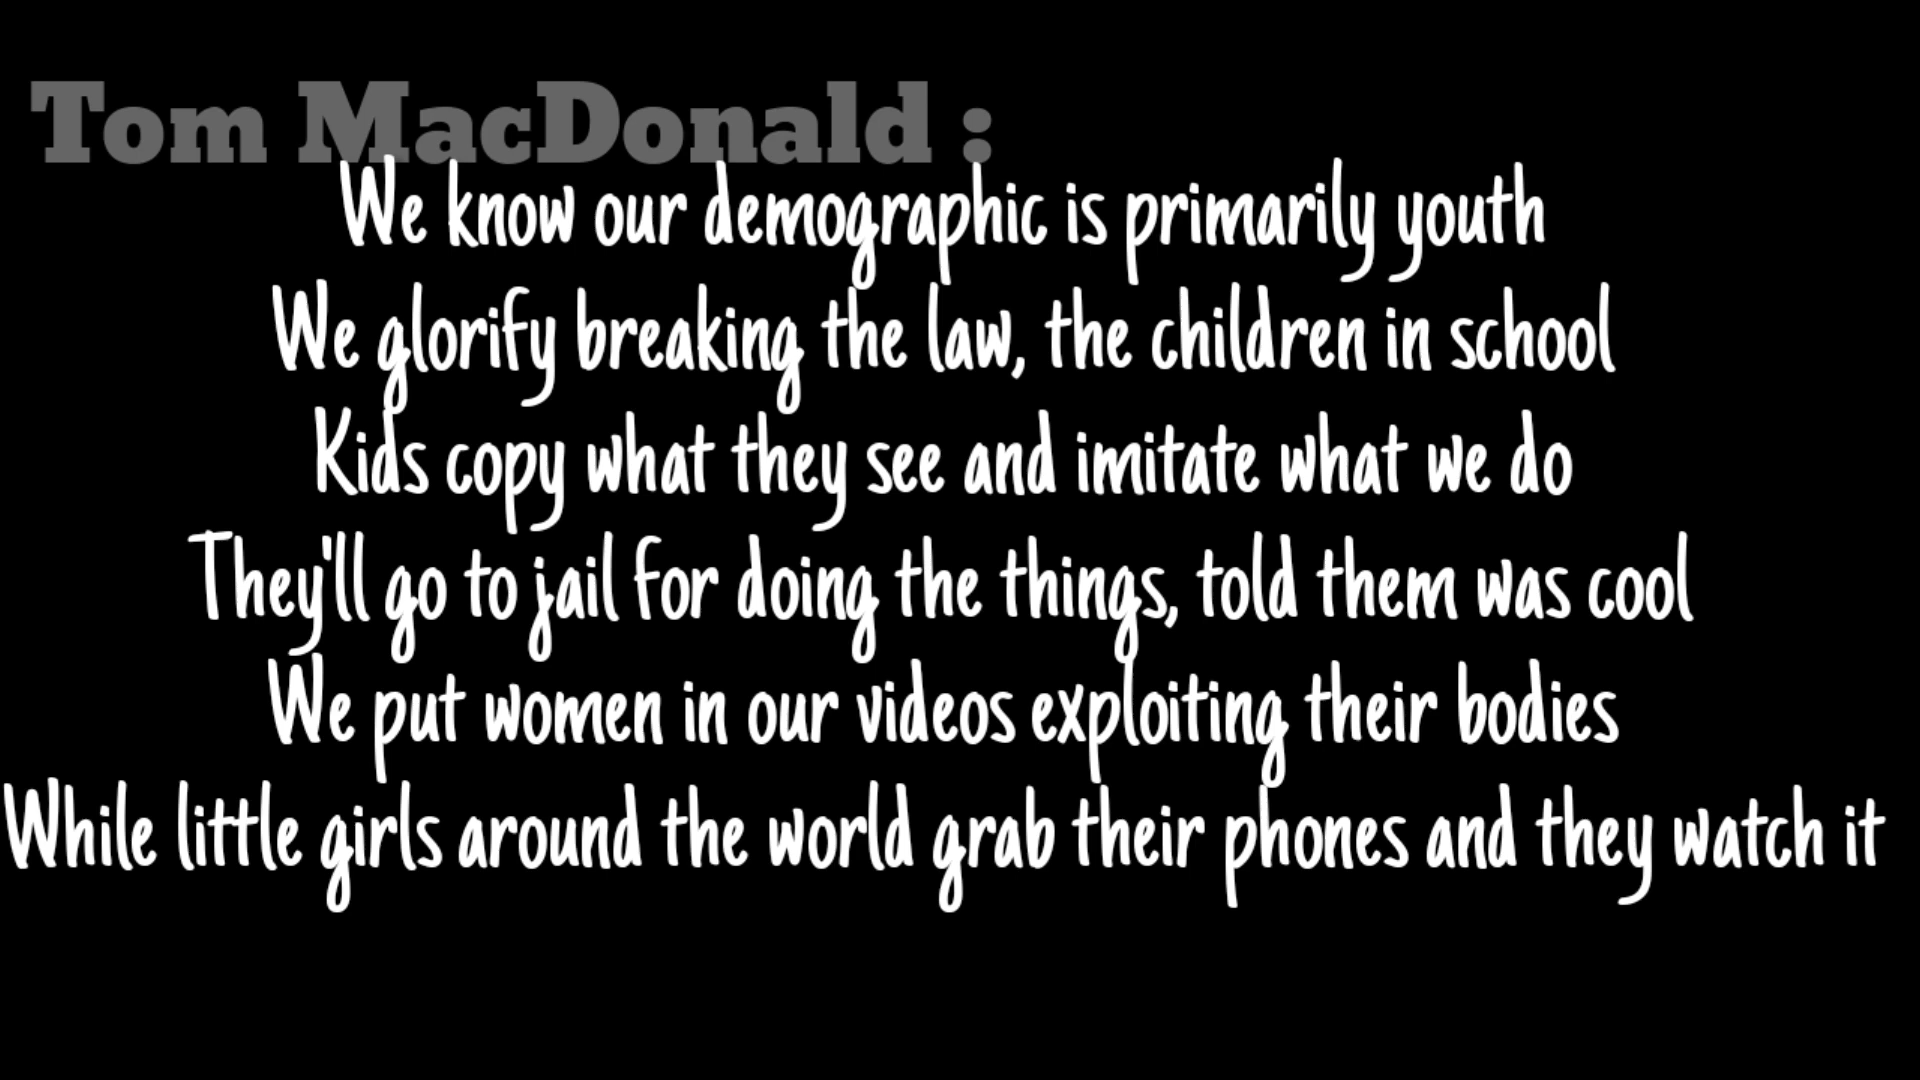 Tom MacDonald :
We know our demographic is primarily youth
We glorify breaking the law, the children in school
Kids copy what they see and imitate what we do
They'll go to jail for doing the things, told them was cool
We put women in our videos exploiting their bodies
While little girls around the world grab their phones and they watch it